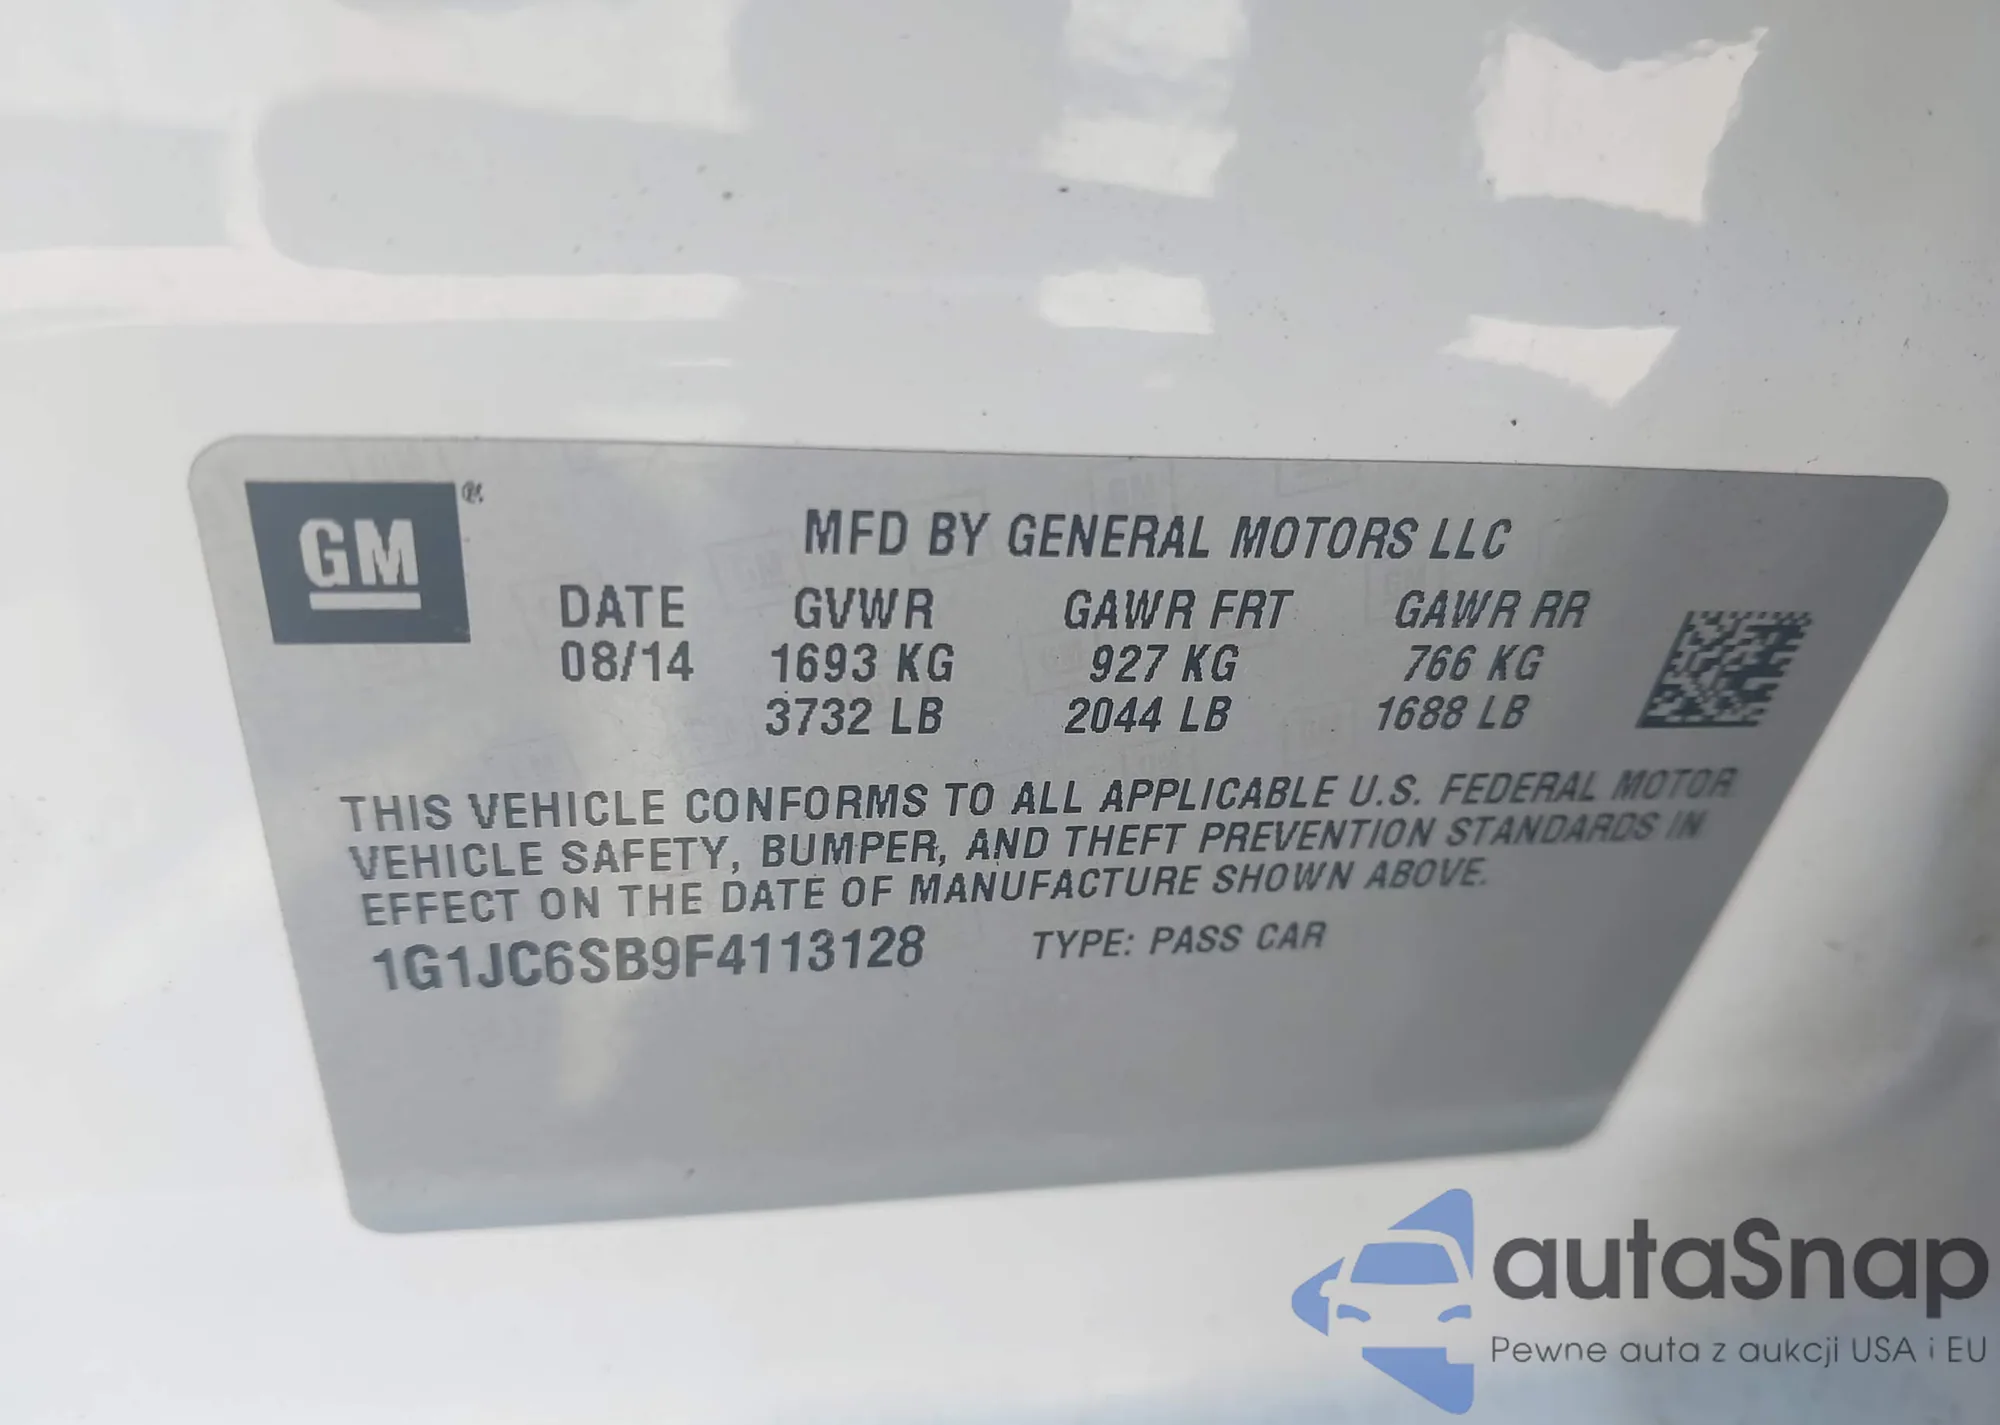 GM ®
MFD BY GENERAL MOTORS LLC
DATE GVWR GAWR FRT GAWR RR
08/14 1693 KG 927 KG 766 KG
3732 LB 2044 LB 1688 LB
THIS VEHICLE CONFORMS TO ALL APPLICABLE U.S. FEDERAL MOTOR
VEHICLE SAFETY, BUMPER, AND THEFT PREVENTION STANDARDS IN
EFFECT ON THE DATE OF MANUFACTURE SHOWN ABOVE.
1G1JC6SB9F4113128 TYPE: PASS CAR
autaSnap
Pewne auta z aukcji USA i EU